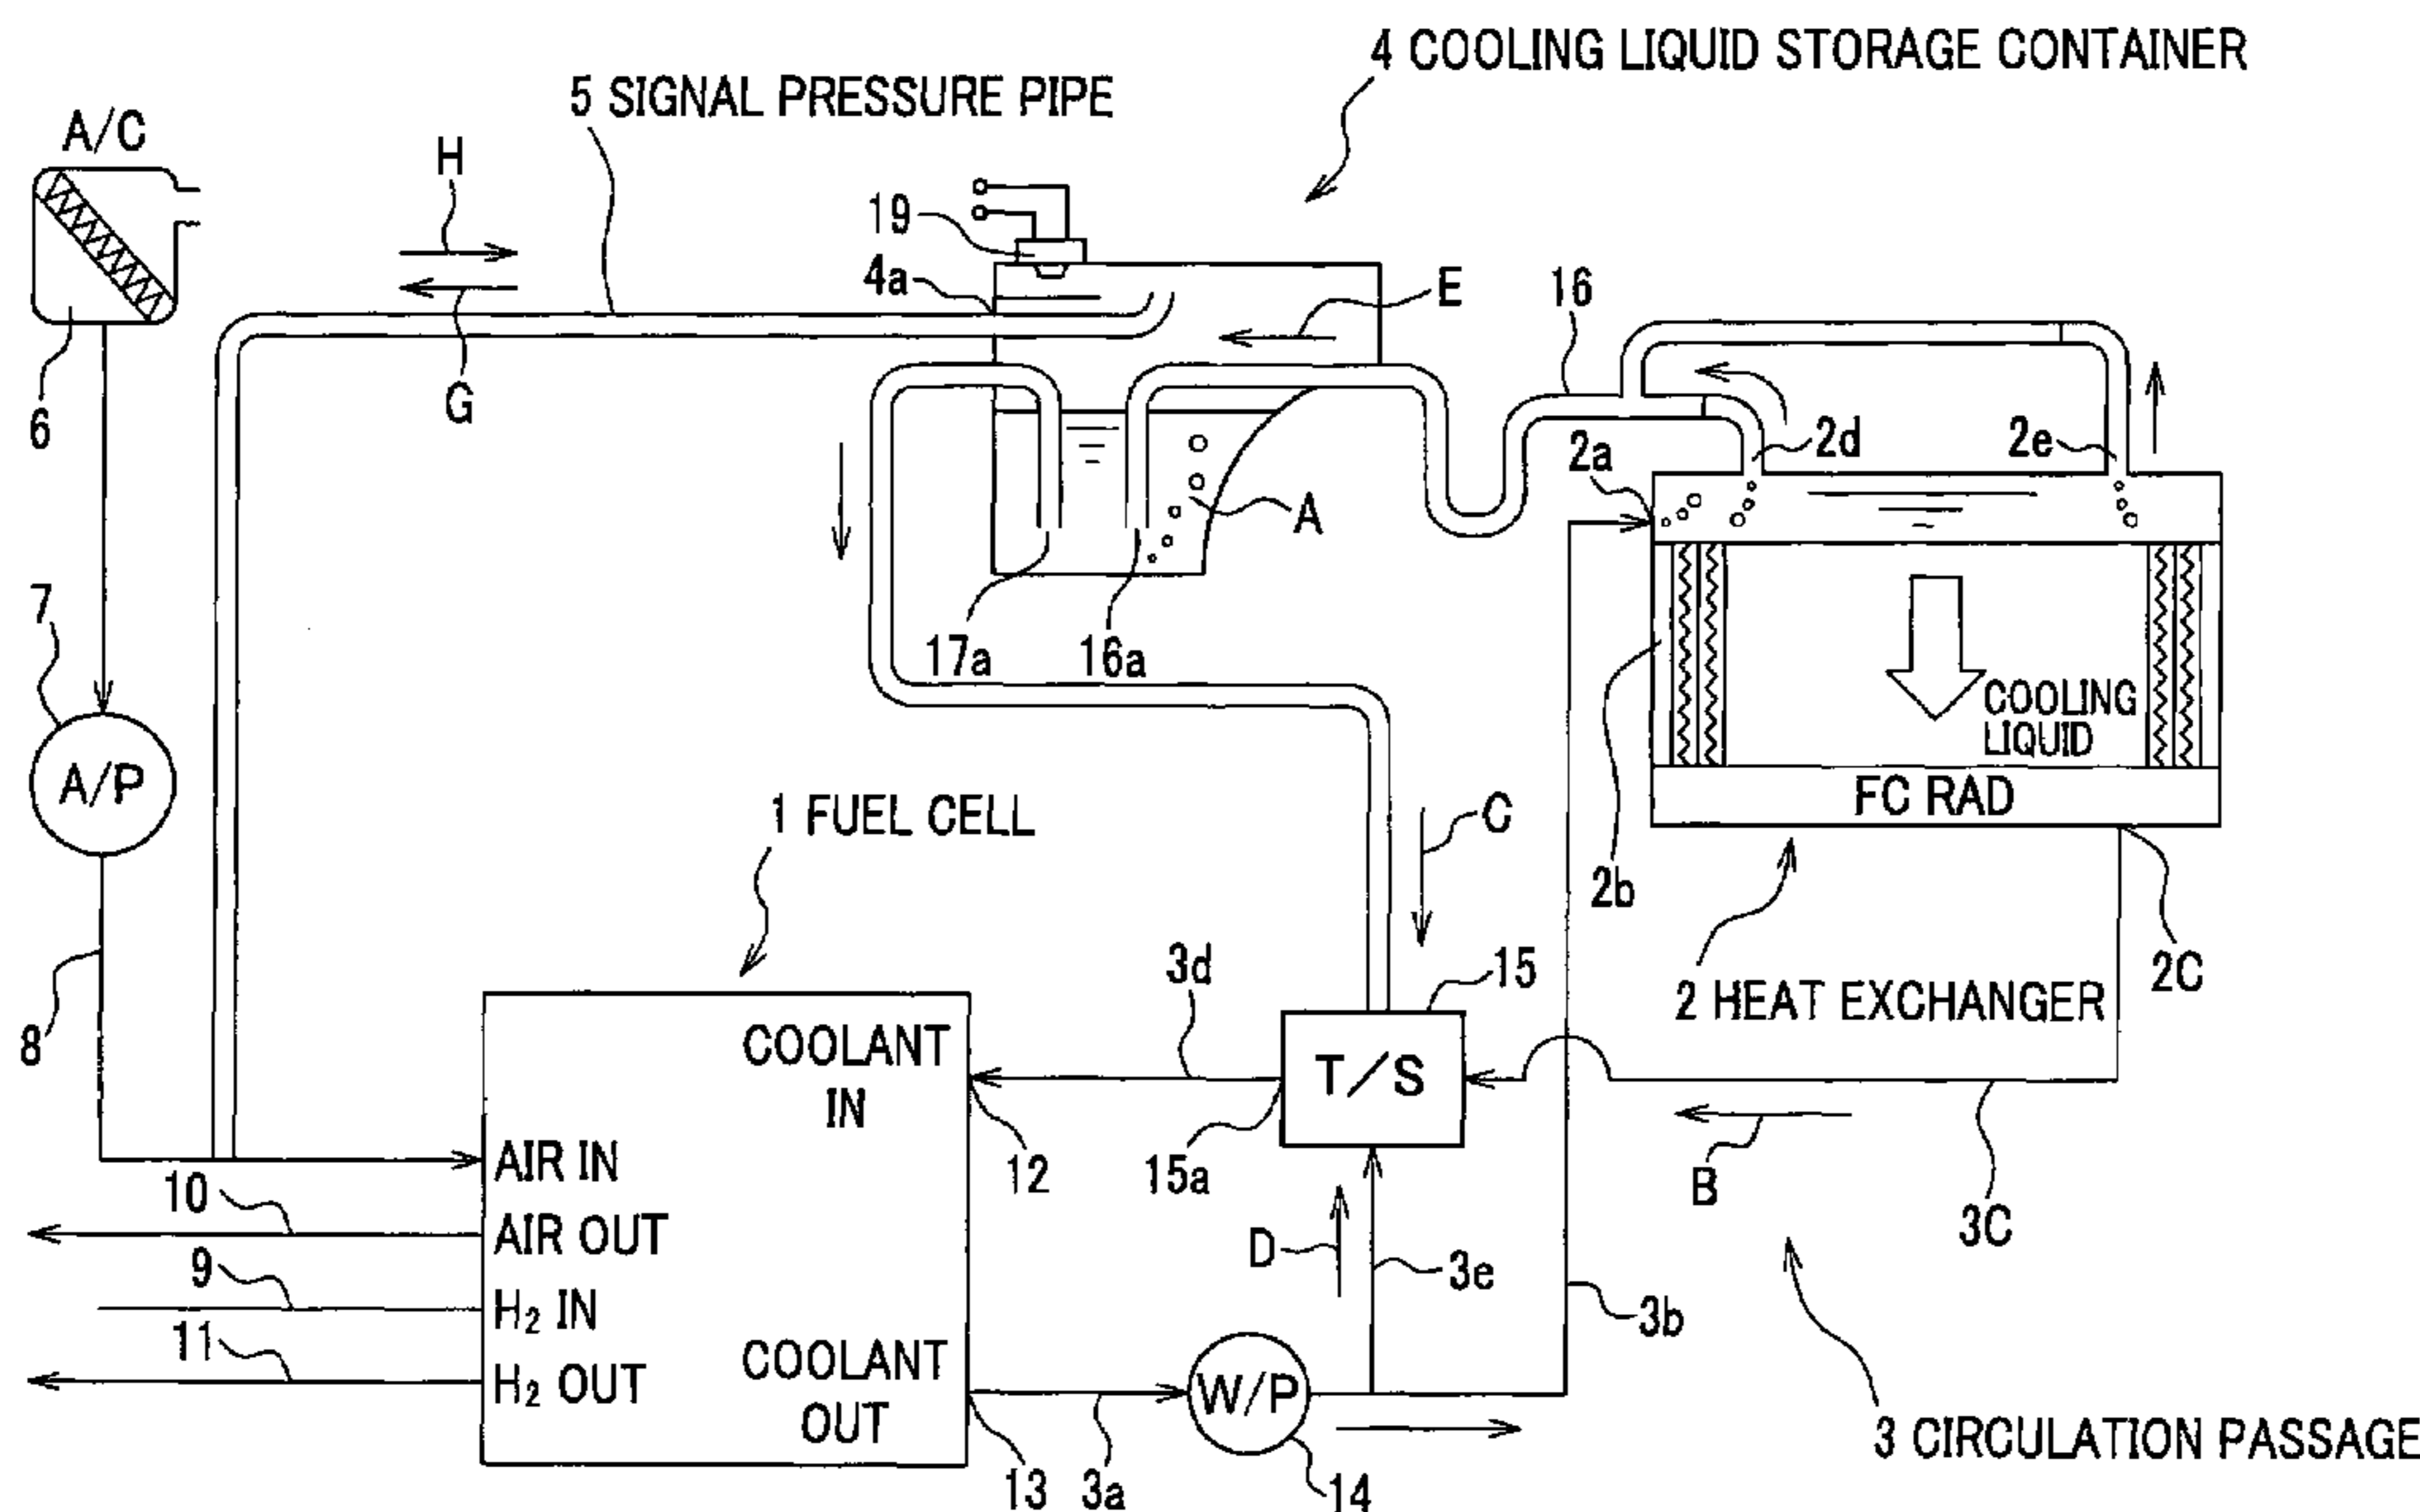 4 COOLING LIQUID STORAGE CONTAINER
5 SIGNAL PRESSURE PIPE
A/C
H
19
4a
E
16
G
6
2d
2e
2a
A
7
17a
16a
COOLING
LIQUID
A/P
FC RAD
1 FUEL CELL
C
2b
3d
15
2C
2 HEAT EXCHANGER
8
COOLANT
IN
T/S
AIR IN
12
15a
B
10
3C
AIR OUT
D
9
3e
H₂ IN
3b
11
COOLANT
OUT
H₂ OUT
W/P
3 CIRCULATION PASSAGE
13
3a
14